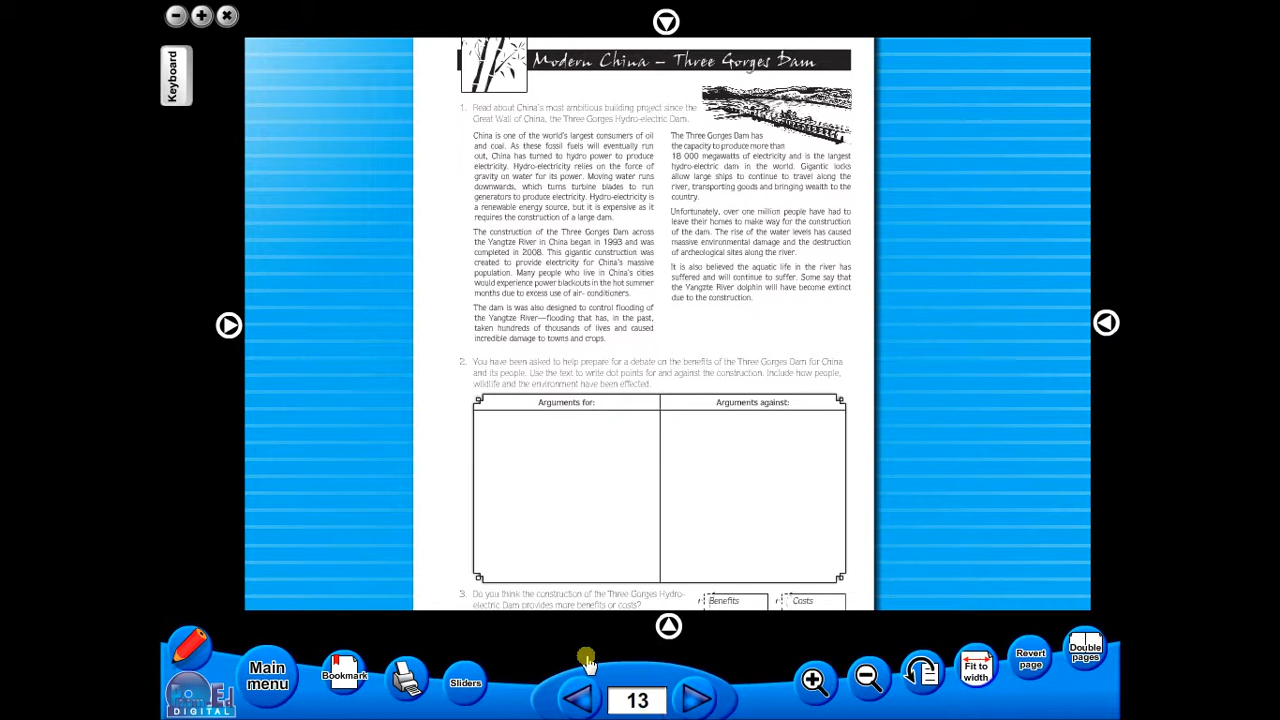 Keyboard
Modern China – Three Gorges Dam
1. Read about China's most ambitious building project since the
Great Wall of China, the Three Gorges Hydro-electric Dam.
China is one of the world's largest consumers of oil
and coal. As these fossil fuels will eventually run
out, China has turned to hydro power to produce
electricity. Hydro-electricity relies on the force of
gravity on water for its power. Moving water runs
downwards, which turns turbine blades to run
generators to produce electricity. Hydro-electricity is
a renewable energy source, but it is expensive as it
requires the construction of a large dam.
The construction of the Three Gorges Dam across
the Yangtze River in China began in 1993 and was
completed in 2008. This gigantic construction was
created to provide electricity for China's massive
population. Many people who live in China's cities
would experience power blackouts in the hot summer
months due to excess use of air- conditioners.
The dam is was also designed to control flooding of
the Yangtze River—flooding that has, in the past,
taken hundreds of thousands of lives and caused
incredible damage to towns and crops.
The Three Gorges Dam has
the capacity to produce more than
18 000 megawatts of electricity and is the largest
hydro-electric dam in the world. Gigantic locks
allow large ships to continue to travel along the
river, transporting goods and bringing wealth to the
country.
Unfortunately, over one million people have had to
leave their homes to make way for the construction
of the dam. The rise of the water levels has caused
massive environmental damage and the destruction
of archeological sites along the river.
It is also believed the aquatic life in the river has
suffered and will continue to suffer. Some say that
the Yangtze River dolphin will have become extinct
due to the construction.
2. You have been asked to help prepare for a debate on the benefits of the Three Gorges Dam for China
and its people. Use the text to write dot points for and against the construction. Include how people,
wildlife and the environment have been effected.
Arguments for:
Arguments against:
3. Do you think the construction of the Three Gorges Hydro-
electric Dam provides more benefits or costs?
Benefits
Costs
Main
menu
Bookmark
Sliders
13
Fit to
width
Revert
page
Double
pages
DIGITAL